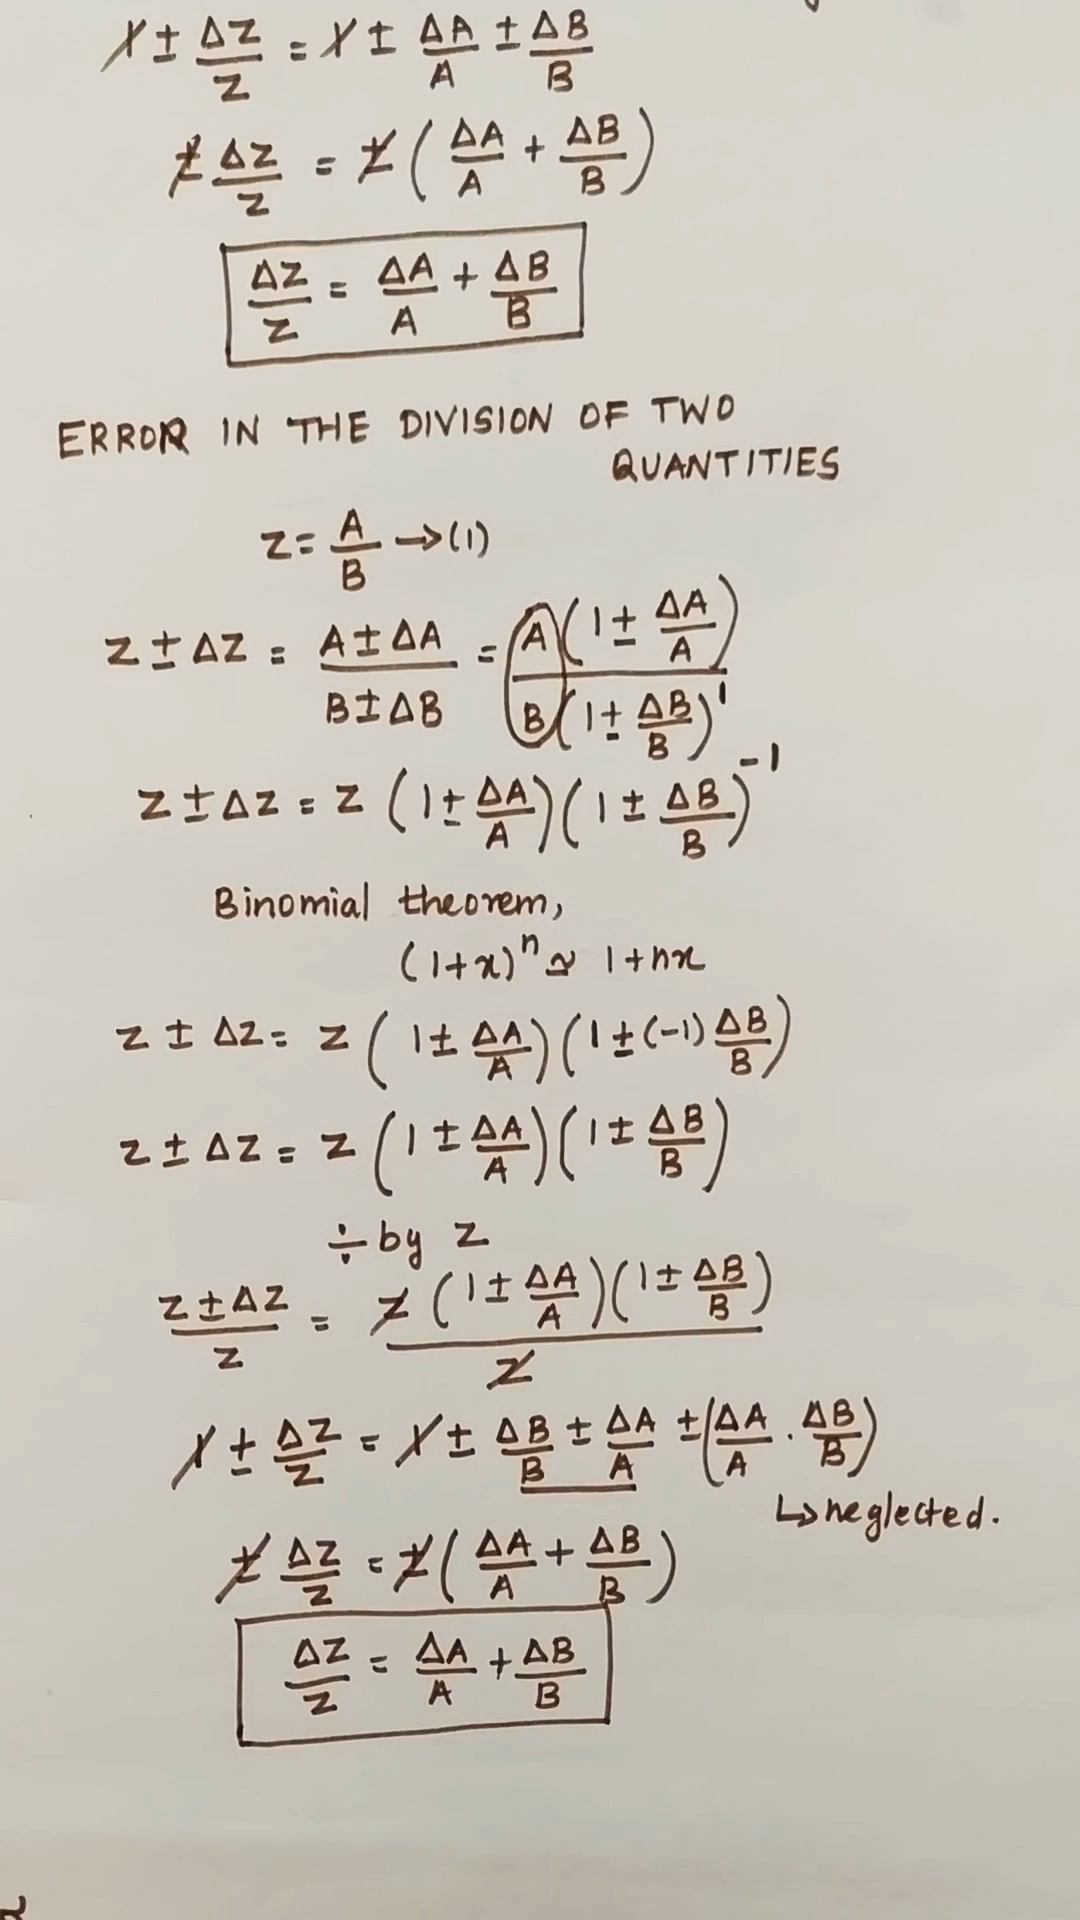 1 ± ΔZ/Z = 1 ± ΔA/A ± ΔB/B
± ΔZ/Z = ± (ΔA/A + ΔB/B)
ΔZ/Z = ΔA/A + ΔB/B
ERROR IN THE DIVISION OF TWO
QUANTITIES
Z = A/B → (1)
Z ± ΔZ = A ± ΔA / B ± ΔB = A(1 ± ΔA/A) / B(1 ± ΔB/B)¹
Z ± ΔZ = Z (1 ± ΔA/A)(1 ± ΔB/B)⁻¹
Binomial theorem,
(1+x)ⁿ ≃ 1+nx
Z ± ΔZ = Z (1 ± ΔA/A)(1 ± (-1) ΔB/B)
Z ± ΔZ = Z (1 ± ΔA/A)(1 ± ΔB/B)
÷ by Z
Z ± ΔZ / Z = Z (1 ± ΔA/A)(1 ± ΔB/B) / Z
1 ± ΔZ/Z = 1 ± ΔB/B ± ΔA/A ± (ΔA/A . ΔB/B)
↳ neglected.
± ΔZ/Z = ± (ΔA/A + ΔB/B)
ΔZ/Z = ΔA/A + ΔB/B